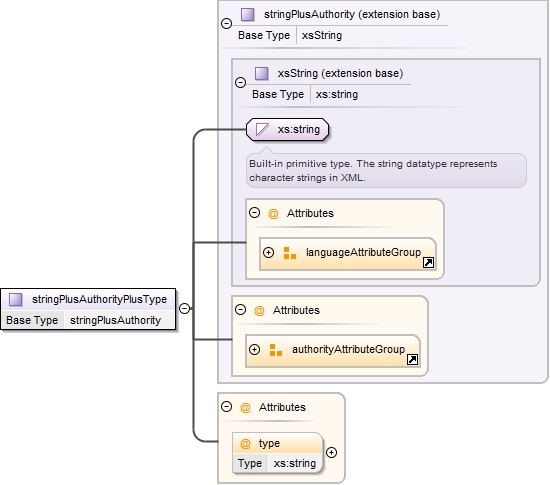 stringPlusAuthority (extension base)
Base Type xsString
xsString (extension base)
Base Type xs:string
xs:string
Built-in primitive type. The string datatype represents
character strings in XML.
@ Attributes
languageAttributeGroup
stringPlusAuthorityPlusType
Base Type stringPlusAuthority
@ Attributes
authorityAttributeGroup
@ Attributes
@ type
Type xs:string